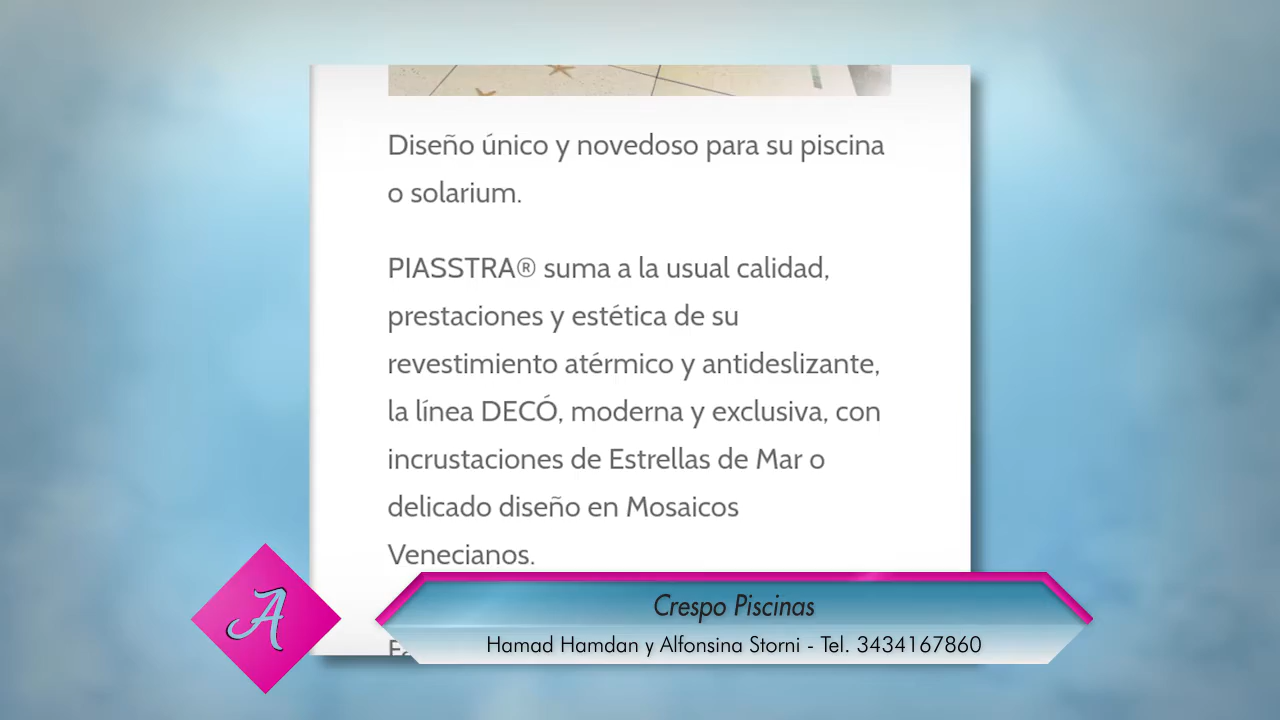 Diseño único y novedoso para su piscina
o solarium.
PIASSTRA® suma a la usual calidad,
prestaciones y estética de su
revestimiento atérmico y antideslizante,
la línea DECÓ, moderna y exclusiva, con
incrustaciones de Estrellas de Mar o
delicado diseño en Mosaicos
Venecianos.
A
Crespo Piscinas
Hamad Hamdan y Alfonsina Storni - Tel. 3434167860